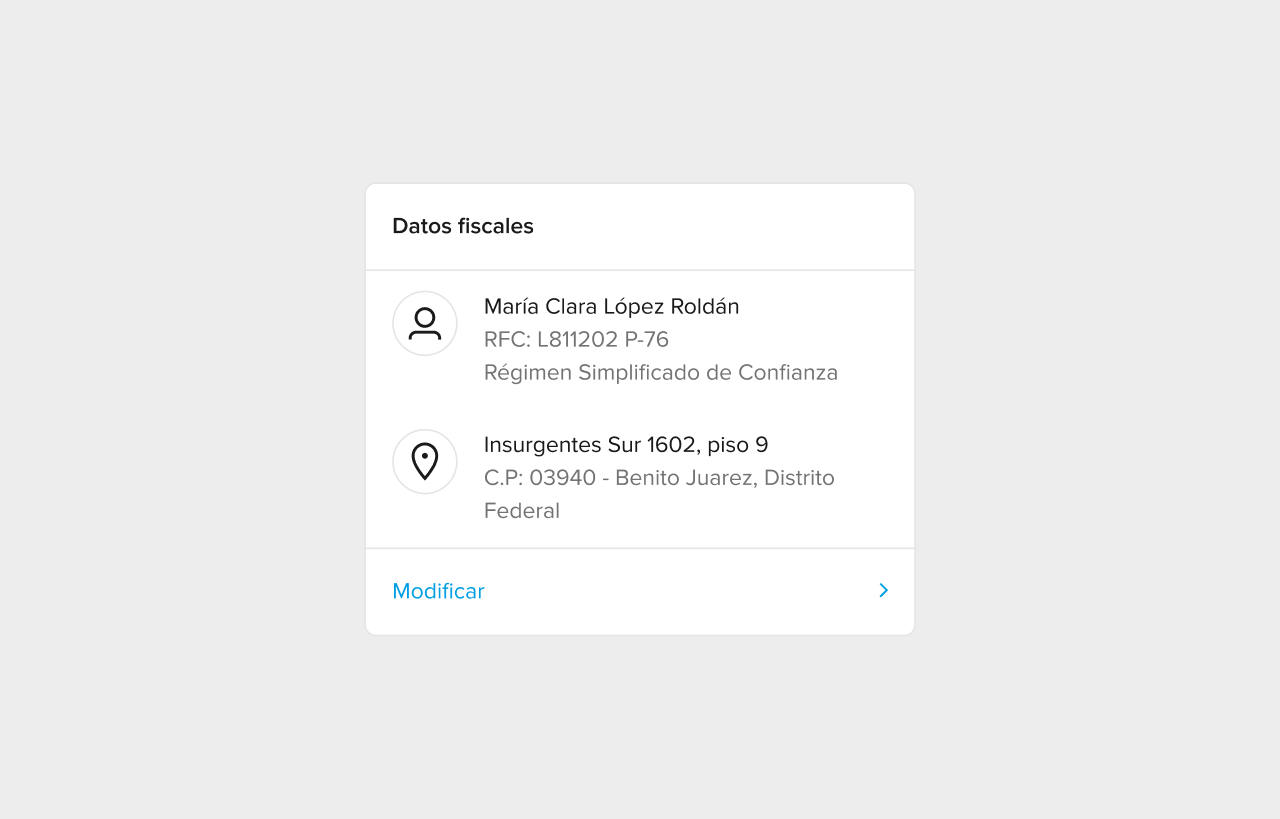 Datos fiscales
María Clara López Roldán
RFC: L811202 P-76
Régimen Simplificado de Confianza
Insurgentes Sur 1602, piso 9
C.P: 03940 - Benito Juarez, Distrito
Federal
Modificar